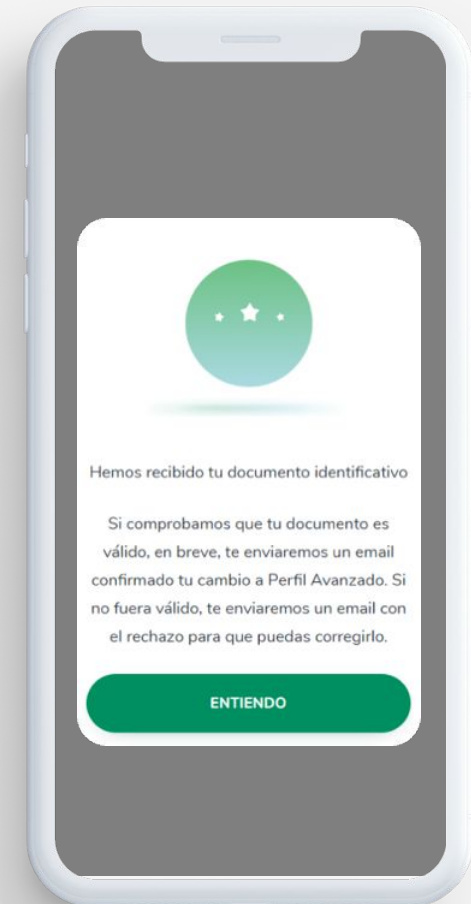 Hemos recibido tu documento identificativo
Si comprobamos que tu documento es
válido, en breve, te enviaremos un email
confirmado tu cambio a Perfil Avanzado. Si
no fuera válido, te enviaremos un email con
el rechazo para que puedas corregirlo.
ENTIENDO